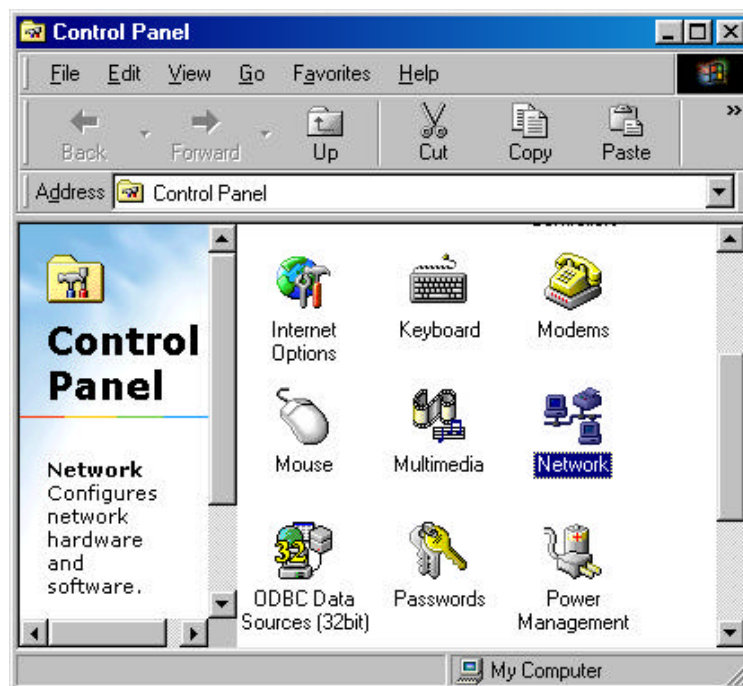 Control Panel
File Edit View Go Favorites Help
Back Forward Up Cut Copy Paste »
Address Control Panel
Control Panel
Network
Configures
network
hardware
and
software.
Internet
Options
Keyboard
Modems
Mouse
Multimedia
Network
32
ODBC Data
Sources (32bit)
Passwords
Power
Management
My Computer